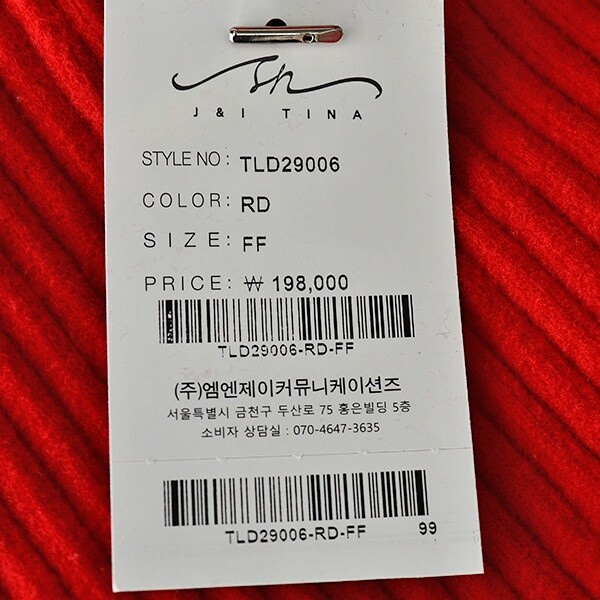 J&I TINA
STYLE NO : TLD29006
COLOR: RD
SIZE: FF
PRICE: ₩ 198,000
TLD29006-RD-FF
(주)엠엔제이커뮤니케이션즈
서울특별시 금천구 두산로 75 홍은빌딩 5층
소비자 상담실 : 070-4647-3635
TLD29006-RD-FF 99